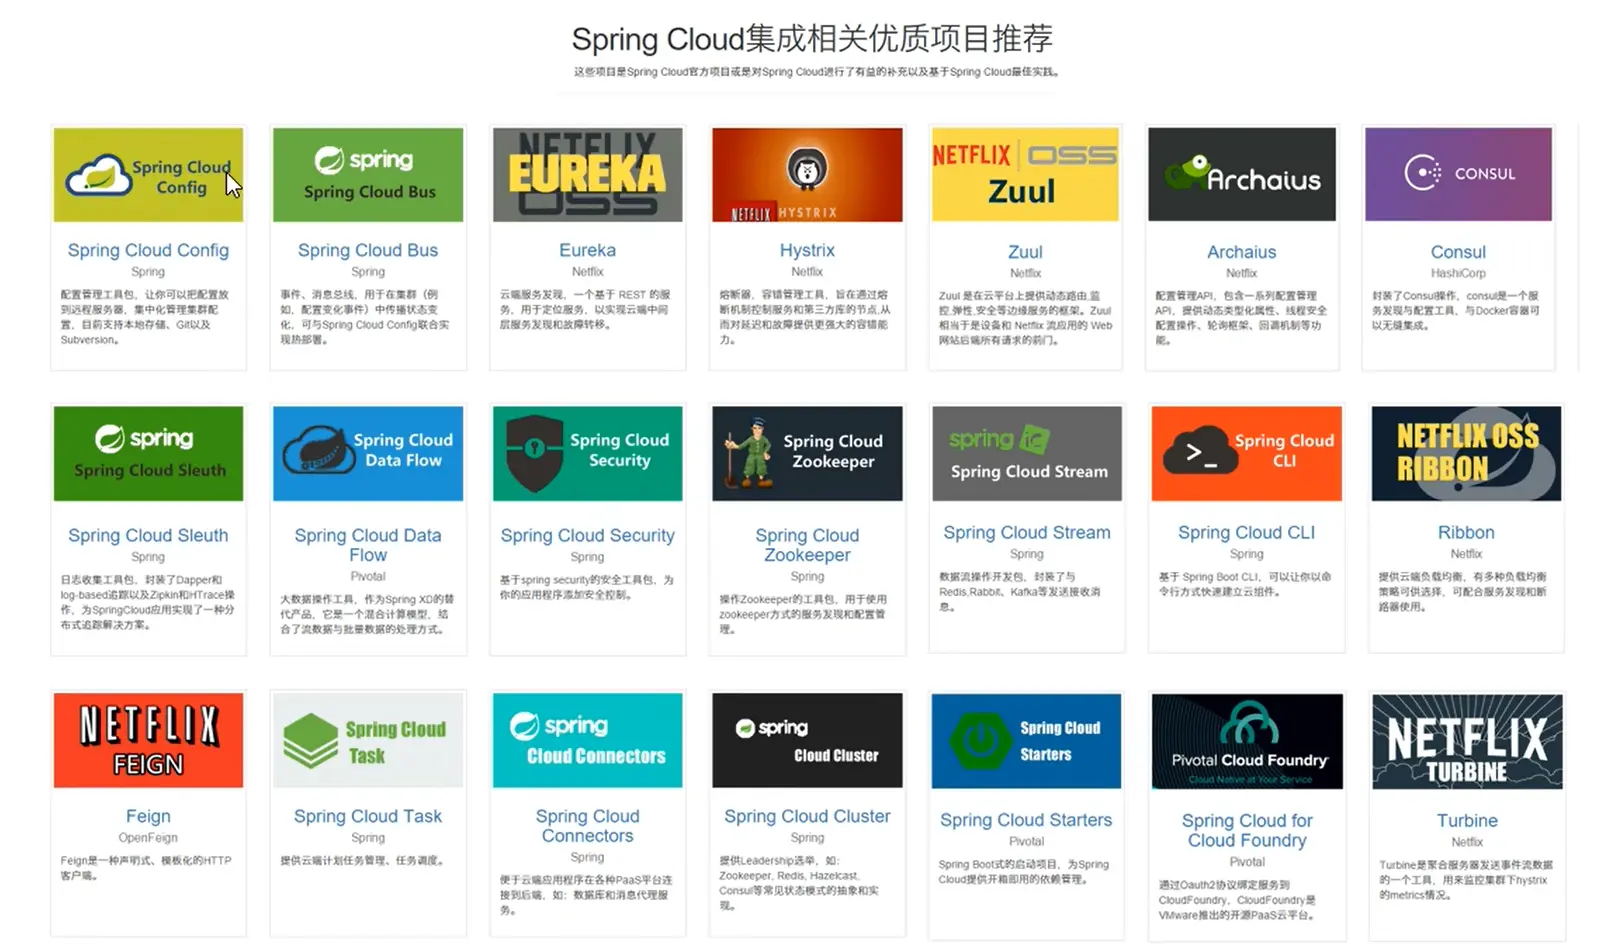 Spring Cloud集成相关优质项目推荐
这些项目是Spring Cloud官方项目或是对Spring Cloud进行了有益的补充以及基于Spring Cloud最佳实践。
Spring Cloud
Config
Spring Cloud Config
Spring
配置管理工具包，让你可以把配置放
到远程服务器，集中化管理集群配
置，目前支持本地存储、Git以及
Subversion。
spring
Spring Cloud Bus
Spring Cloud Bus
Spring
事件、消息总线，用于在集群（例
如，配置变化事件）中传播状态变
化，可与Spring Cloud Config联合实
现热部署。
NETFLIX
EUREKA
OSS
Eureka
Netflix
云端服务发现，一个基于 REST 的服
务，用于定位服务，以实现云端中间
层服务发现和故障转移。
NETFLIX HYSTRIX
Hystrix
Netflix
熔断器，容错管理工具，旨在通过熔
断机制控制服务和第三方库的节点,从
而对延迟和故障提供更强大的容错能
力。
NETFLIX OSS
Zuul
Zuul
Netflix
Zuul 是在云平台上提供动态路由,监
控,弹性,安全等边缘服务的框架。Zuul
相当于是设备和 Netflix 流应用的 Web
网站后端所有请求的前门。
Archaius
Archaius
Netflix
配置管理API，包含一系列配置管理
API，提供动态类型化属性、线程安全
配置操作、轮询框架、回调机制等功
能。
CONSUL
Consul
HashiCorp
封装了Consul操作，consul是一个服
务发现与配置工具，与Docker容器可
以无缝集成。
spring
Spring Cloud Sleuth
Spring Cloud Sleuth
Spring
日志收集工具包，封装了Dapper和
log-based追踪以及Zipkin和HTrace操
作，为SpringCloud应用实现了一种分
布式追踪解决方案。
Spring Cloud
Data Flow
Spring Cloud Data
Flow
Pivotal
大数据操作工具，作为Spring XD的替
代产品，它是一个混合计算模型，结
合了流数据与批量数据的处理方式。
Spring Cloud
Security
Spring Cloud Security
Spring
基于spring security的安全工具包，为
你的应用程序添加安全控制。
Spring Cloud
Zookeeper
Spring Cloud
Zookeeper
Spring
操作Zookeeper的工具包，用于使用
zookeeper方式的服务发现和配置管
理。
spring
Spring Cloud Stream
Spring Cloud Stream
Spring
数据流操作开发包，封装了与
Redis,Rabbit、Kafka等发送接收消
息。
Spring Cloud
CLI
Spring Cloud CLI
Spring
基于 Spring Boot CLI，可以让你以命
令行方式快速建立云组件。
NETFLIX OSS
RIBBON
Ribbon
Netflix
提供云端负载均衡，有多种负载均衡
策略可供选择，可配合服务发现和断
路器使用。
NETFLIX
FEIGN
Feign
OpenFeign
Feign是一种声明式、模板化的HTTP
客户端。
Spring Cloud
Task
Spring Cloud Task
Spring
提供云端计划任务管理、任务调度。
spring
Cloud Connectors
Spring Cloud
Connectors
Spring
便于云端应用程序在各种PaaS平台连
接到后端，如：数据库和消息代理服
务。
spring
Cloud Cluster
Spring Cloud Cluster
Spring
提供Leadership选举，如：
Zookeeper, Redis, Hazelcast,
Consul等常见状态模式的抽象和实
现。
Spring Cloud
Starters
Spring Cloud Starters
Pivotal
Spring Boot式的启动项目，为Spring
Cloud提供开箱即用的依赖管理。
Pivotal Cloud Foundry
Cloud Native at Your Service
Spring Cloud for
Cloud Foundry
Pivotal
通过Oauth2协议绑定服务到
CloudFoundry，CloudFoundry是
VMware推出的开源PaaS云平台。
NETFLIX
TURBINE
Turbine
Netflix
Turbine是聚合服务器发送事件流数据
的一个工具，用来监控集群下hystrix
的metrics情况。